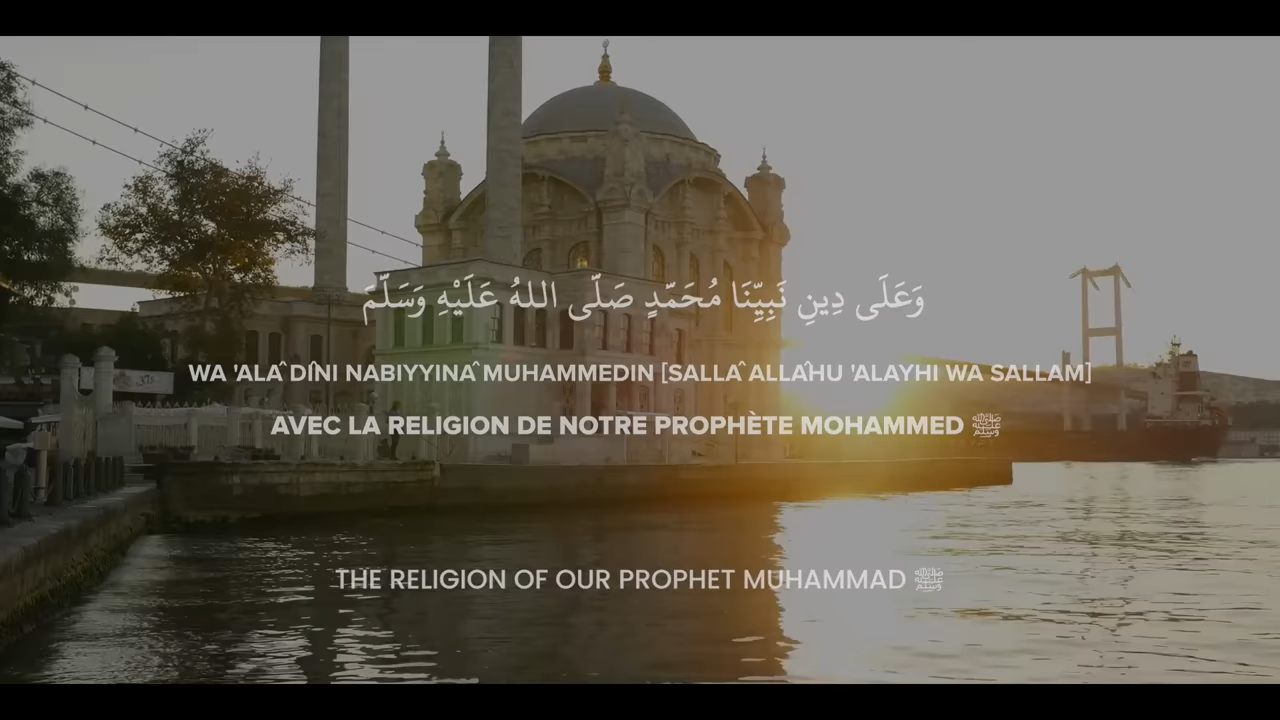 وَعَلَى دِينِ نَبِيِّنَا مُحَمَّدٍ صَلَّى اللهُ عَلَيْهِ وَسَلَّمَ
WA 'ALÂ DÎNI NABIYYINÂ MUHAMMEDIN [SALLÂ ALLÂHU 'ALAYHI WA SALLAM]
AVEC LA RELIGION DE NOTRE PROPHÈTE MOHAMMED ﷺ
THE RELIGION OF OUR PROPHET MUHAMMAD ﷺ